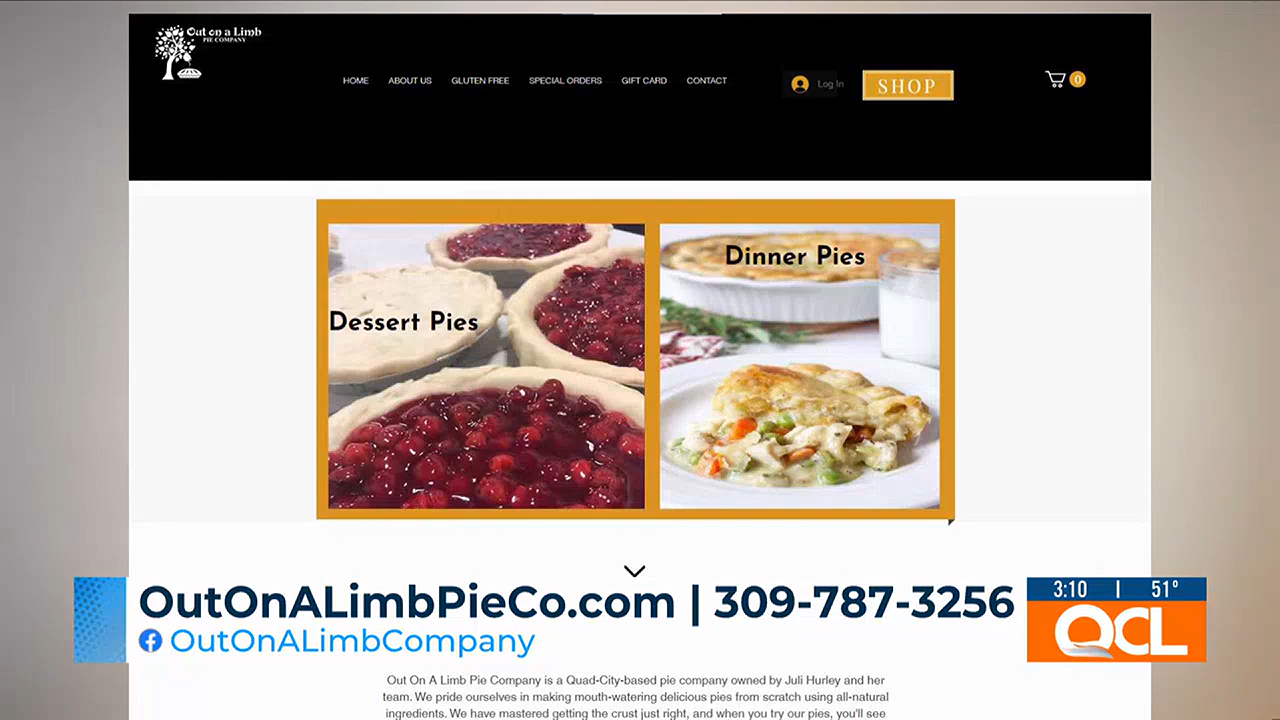 Out on a Limb
PIE COMPANY
HOME ABOUT US GLUTEN FREE SPECIAL ORDERS GIFT CARD CONTACT Log In SHOP 0
Dinner Pies
Dessert Pies
OutOnALimbPieCo.com | 309-787-3256
OutOnALimbCompany
3:10 | 51°
QCL
Out On A Limb Pie Company is a Quad-City-based pie company owned by Juli Hurley and her
team. We pride ourselves in making mouth-watering delicious pies from scratch using all-natural
ingredients. We have mastered getting the crust just right, and when you try our pies, you'll see